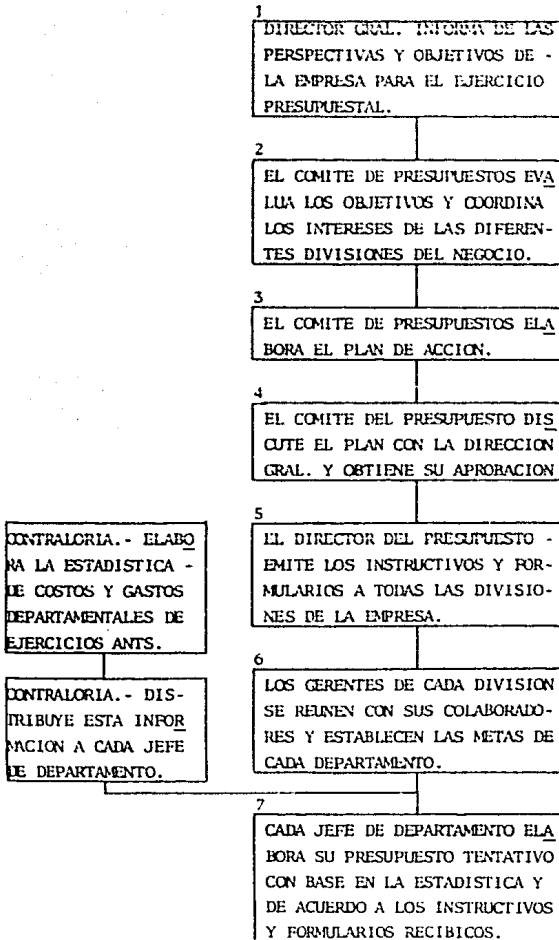 1
DIRECTOR GRAL. INFORMA DE LAS
PERSPECTIVAS Y OBJETIVOS DE -
LA EMPRESA PARA EL EJERCICIO
PRESUPUESTAL.
2
EL COMITE DE PRESUPUESTOS EVA
LUA LOS OBJETIVOS Y COORDINA
LOS INTERESES DE LAS DIFEREN-
TES DIVISIONES DEL NEGOCIO.
3
EL COMITE DE PRESUPUESTOS ELA
BORA EL PLAN DE ACCION.
4
EL COMITE DEL PRESUPUESTO DIS
CUTE EL PLAN CON LA DIRECCION
GRAL. Y OBTIENE SU APROBACION
5
EL DIRECTOR DEL PRESUPUESTO -
EMITE LOS INSTRUCTIVOS Y FOR-
MULARIOS A TODAS LAS DIVISIO-
NES DE LA EMPRESA.
CONTRALORIA.- ELABO
RA LA ESTADISTICA -
DE COSTOS Y GASTOS
DEPARTAMENTALES DE
EJERCICIOS ANTS.
6
LOS GERENTES DE CADA DIVISION
SE REUNEN CON SUS COLABORADO-
RES Y ESTABLECEN LAS METAS DE
CADA DEPARTAMENTO.
CONTRALORIA.- DIS-
TRIBUYE ESTA INFOR
MACION A CADA JEFE
DE DEPARTAMENTO.
7
CADA JEFE DE DEPARTAMENTO ELA
BORA SU PRESUPUESTO TENTATIVO
CON BASE EN LA ESTADISTICA Y
DE ACUERDO A LOS INSTRUCTIVOS
Y FORMULARIOS RECIBICOS.